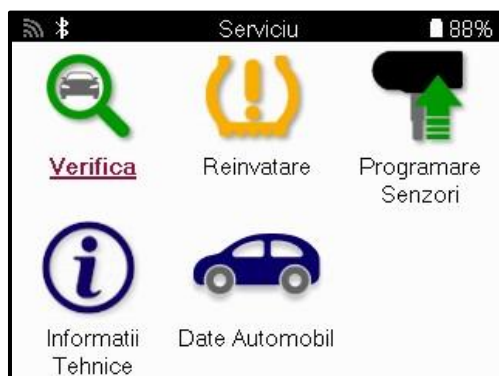 Serviciu 88%
Verifica Reinvatare Programare
Senzori
Informatii Date Automobil
Tehnice